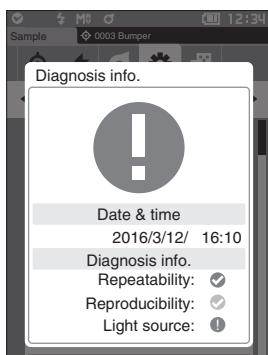 12:34
Sample 0003 Bumper
Diagnosis info.
Date & time
2016/3/12/ 16:10
Diagnosis info.
Repeatability:
Reproducibility:
Light source: